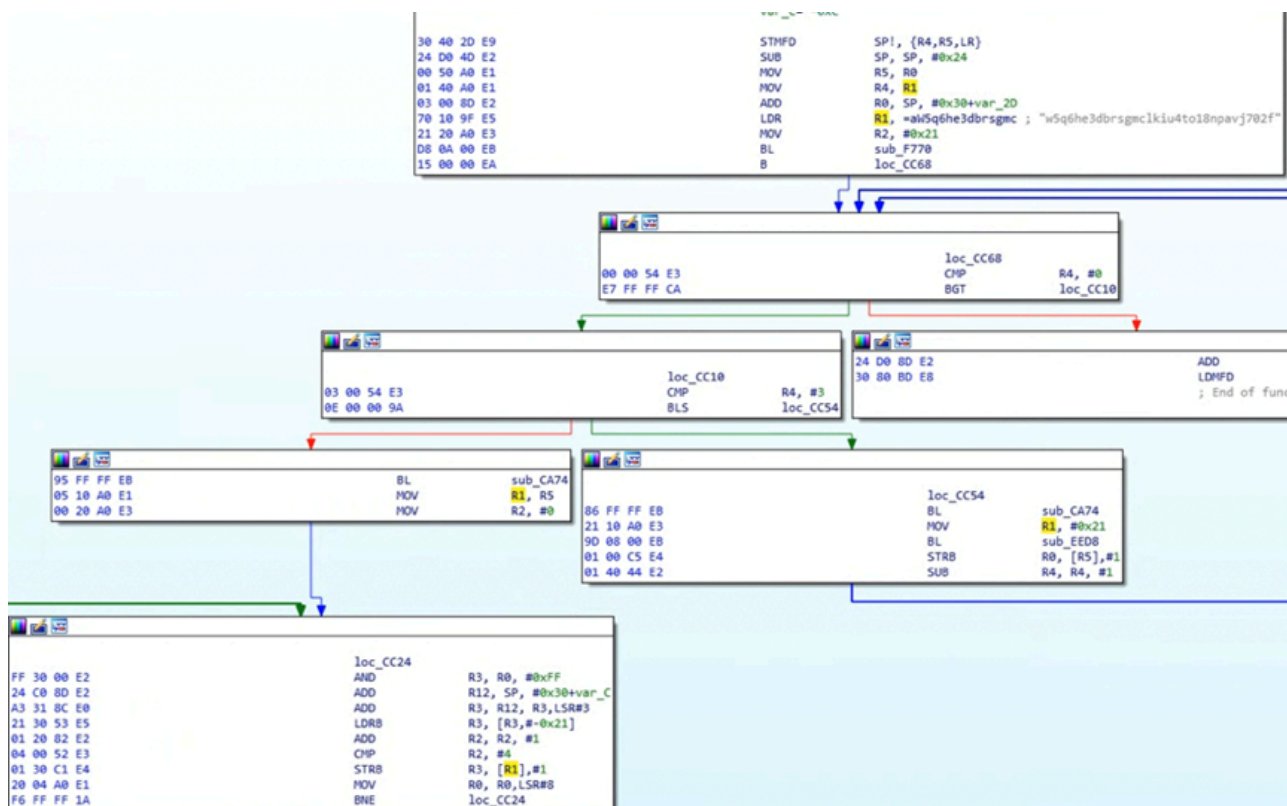 var_C= -0xC
30 40 2D E9 STMFD SP!, {R4,R5,LR}
24 D0 4D E2 SUB SP, SP, #0x24
00 50 A0 E1 MOV R5, R0
01 40 A0 E1 MOV R4, R1
03 00 8D E2 ADD R0, SP, #0x30+var_2D
70 10 9F E5 LDR R1, =aW5q6he3dbrsgmc ; "w5q6he3dbrsgmclkiu4to18npavj702f"
21 20 A0 E3 MOV R2, #0x21
D8 0A 00 EB BL sub_F770
15 00 00 EA B loc_CC68
loc_CC68
00 00 54 E3 CMP R4, #0
E7 FF FF CA BGT loc_CC10
loc_CC10
03 00 54 E3 CMP R4, #3
0E 00 00 9A BLS loc_CC54
24 D0 8D E2 ADD
30 80 BD E8 LDMFD
; End of func
95 FF FF EB BL sub_CA74
05 10 A0 E1 MOV R1, R5
00 20 A0 E3 MOV R2, #0
loc_CC54
86 FF FF EB BL sub_CA74
21 10 A0 E3 MOV R1, #0x21
9D 08 00 EB BL sub_EED8
01 00 C5 E4 STRB R0, [R5],#1
01 40 44 E2 SUB R4, R4, #1
loc_CC24
FF 30 00 E2 AND R3, R0, #0xFF
24 C0 8D E2 ADD R12, SP, #0x30+var_C
A3 31 8C E0 ADD R3, R12, R3,LSR#3
21 30 53 E5 LDRB R3, [R3,#-0x21]
01 20 82 E2 ADD R2, R2, #1
04 00 52 E3 CMP R2, #4
01 30 C1 E4 STRB R3, [R1],#1
20 04 A0 E1 MOV R0, R0,LSR#8
F6 FF FF 1A BNE loc_CC24